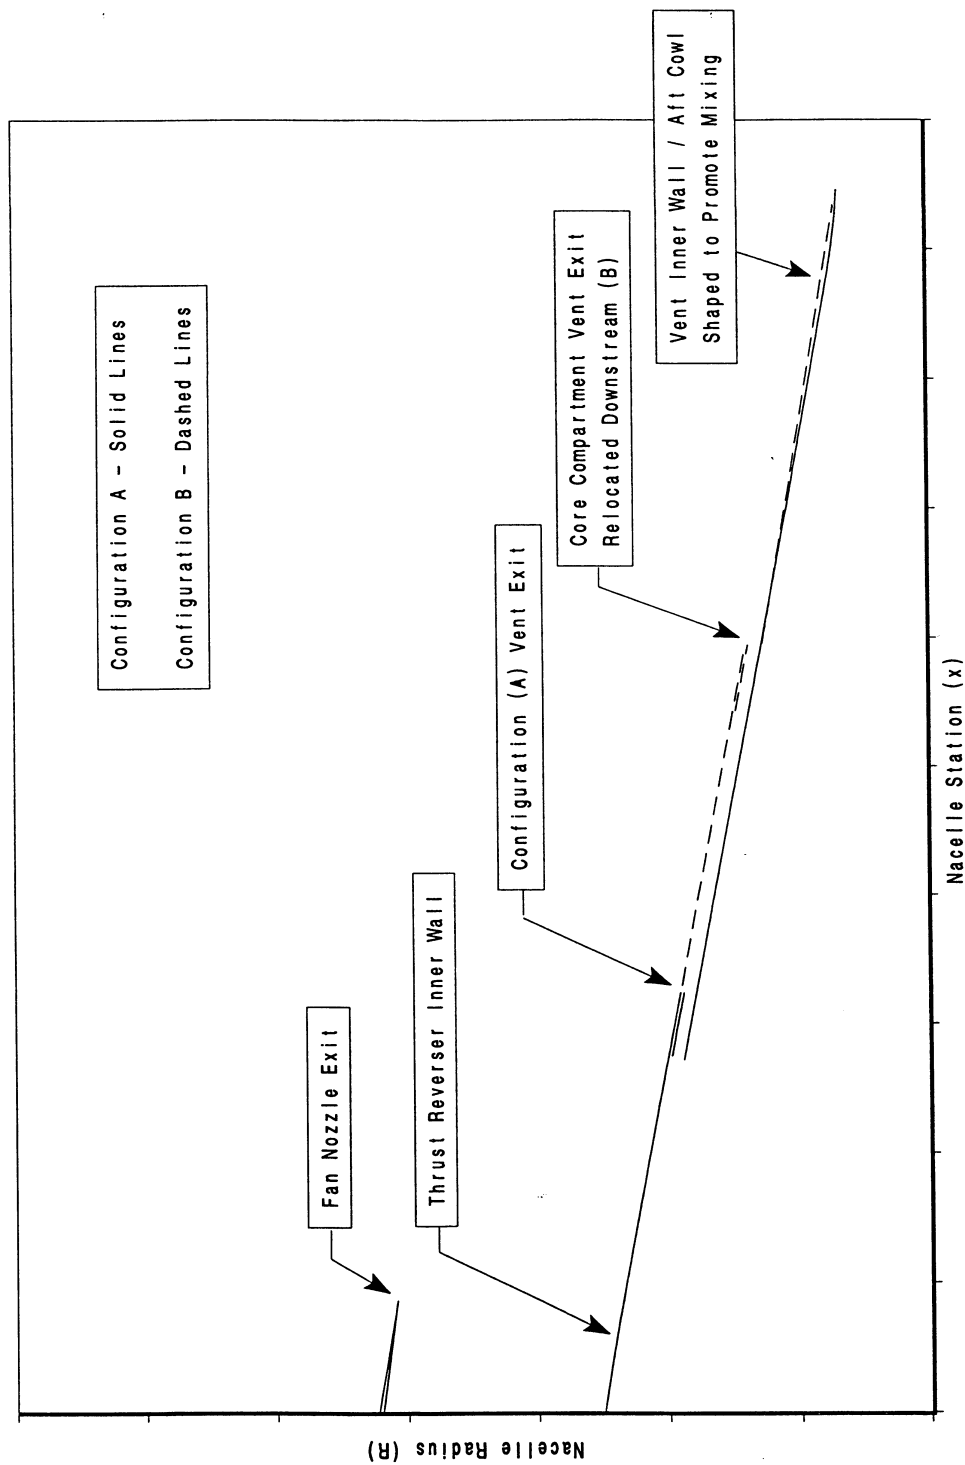 Configuration A - Solid Lines
Configuration B - Dashed Lines
Fan Nozzle Exit
Thrust Reverser Inner Wall
Configuration (A) Vent Exit
Core Compartment Vent Exit
Relocated Downstream (B)
Vent Inner Wall / Aft Cowl
Shaped to Promote Mixing
Nacelle Radius (R)
Nacelle Station (x)